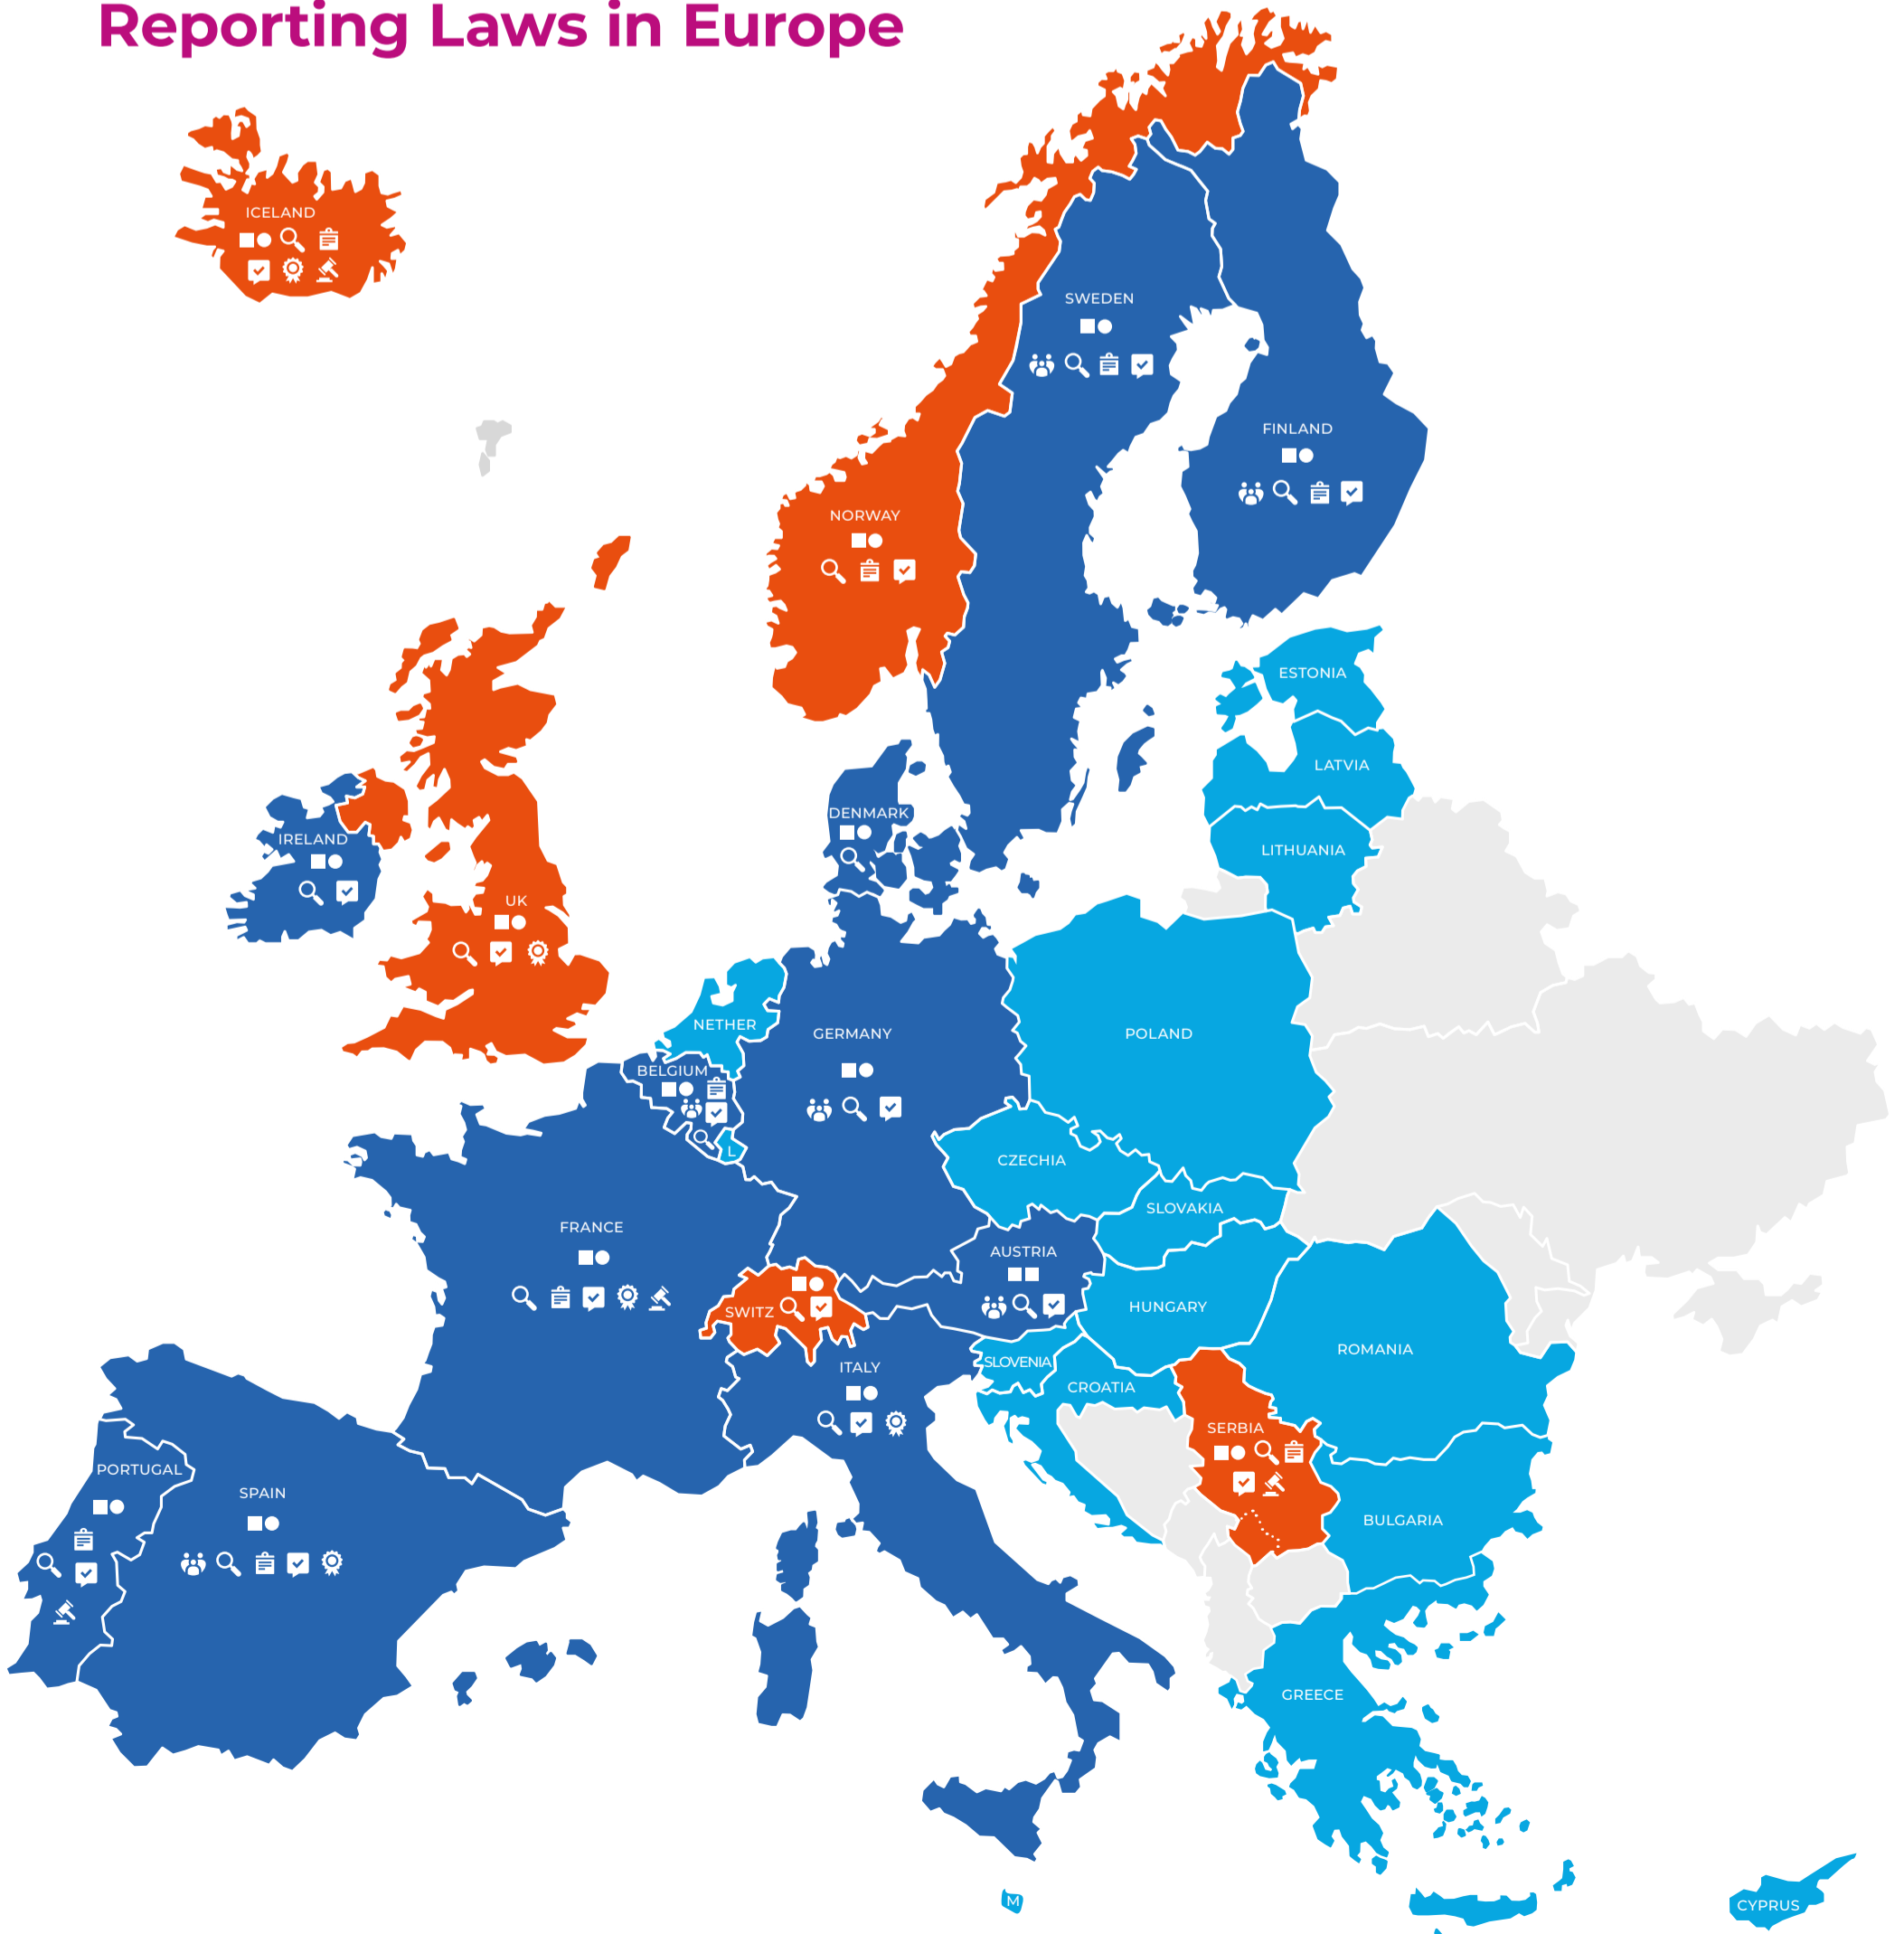 Reporting Laws in Europe
ICELAND
SWEDEN
FINLAND
NORWAY
ESTONIA
LATVIA
DENMARK
IRELAND
LITHUANIA
UK
NETHER
GERMANY
POLAND
BELGIUM
L
CZECHIA
SLOVAKIA
FRANCE
AUSTRIA
SWITZ
HUNGARY
ROMANIA
SLOVENIA
ITALY
CROATIA
SERBIA
PORTUGAL
SPAIN
BULGARIA
GREECE
M
CYPRUS